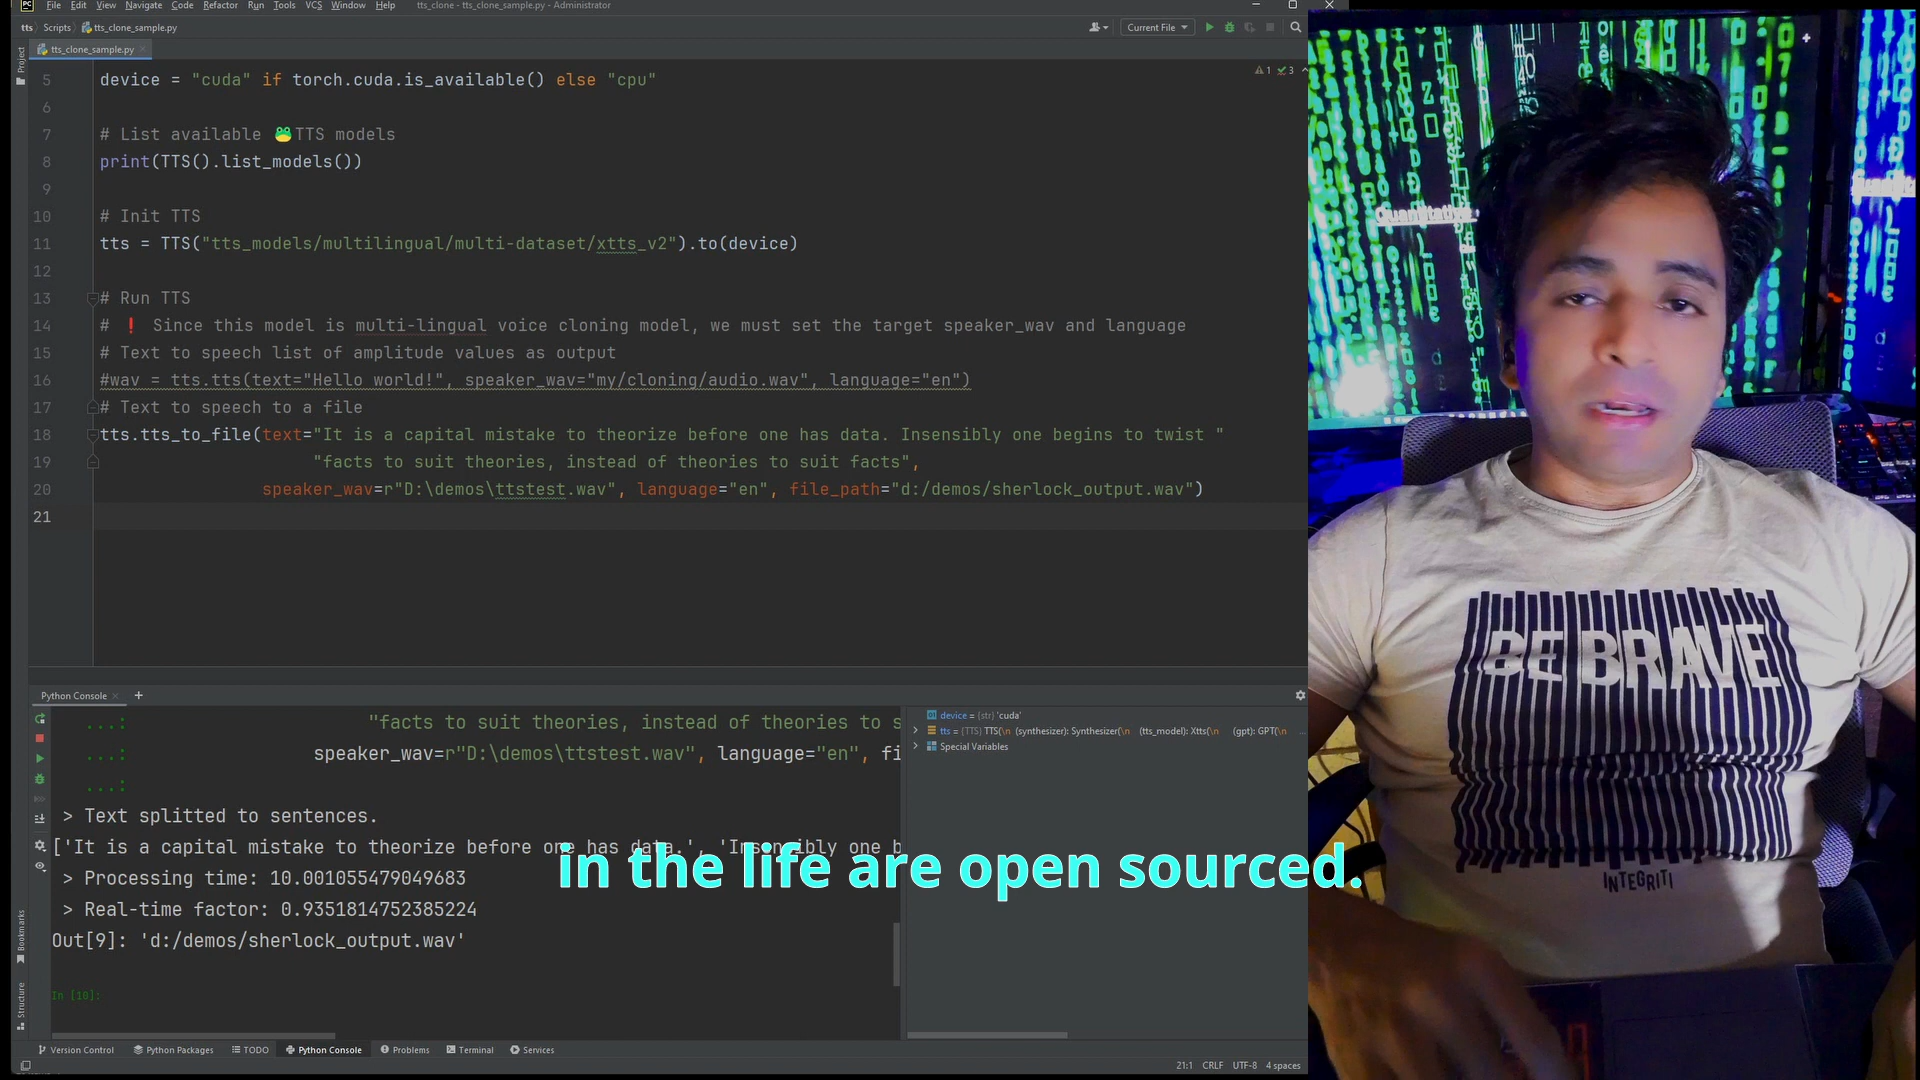 PC File Edit View Navigate Code Refactor Run Tools VCS Window Help tts_clone - tts_clone_sample.py - Administrator
tts Scripts tts_clone_sample.py Current File
tts_clone_sample.py
Project
1 3
5 device = "cuda" if torch.cuda.is_available() else "cpu"
6
7 # List available 🐸TTS models
8 print(TTS().list_models())
9
10 # Init TTS
11 tts = TTS("tts_models/multilingual/multi-dataset/xtts_v2").to(device)
12
13 # Run TTS
14 # ❗ Since this model is multi-lingual voice cloning model, we must set the target speaker_wav and language
15 # Text to speech list of amplitude values as output
16 #wav = tts.tts(text="Hello world!", speaker_wav="my/cloning/audio.wav", language="en")
17 # Text to speech to a file
18 tts.tts_to_file(text="It is a capital mistake to theorize before one has data. Insensibly one begins to twist "
19 "facts to suit theories, instead of theories to suit facts",
20 speaker_wav=r"D:\demos\ttstest.wav", language="en", file_path="d:/demos/sherlock_output.wav")
21
Python Console
...: "facts to suit theories, instead of theories to s
...: speaker_wav=r"D:\demos\ttstest.wav", language="en", fi
...:
> Text splitted to sentences.
['It is a capital mistake to theorize before one has data.', 'Insensibly one b
> Processing time: 10.001055479049683
> Real-time factor: 0.9351814752385224
Out[9]: 'd:/demos/sherlock_output.wav'
In [10]:
device = {str} 'cuda'
tts = {TTS} TTS(\n (synthesizer): Synthesizer(\n (tts_model): Xtts(\n (gpt): GPT(\n ...
Special Variables
in the life are open sourced.
Bookmarks
Structure
Version Control Python Packages TODO Python Console Problems Terminal Services
21:1 CRLF UTF-8 4 spaces
Quantitative
BE BRAVE
INTEGRITI